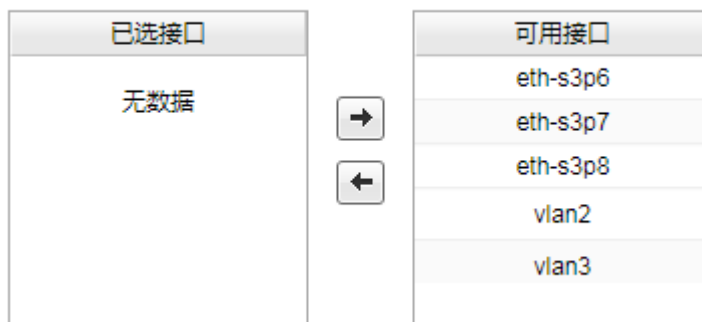 已选接口
无数据
可用接口
eth-s3p6
eth-s3p7
eth-s3p8
vlan2
vlan3